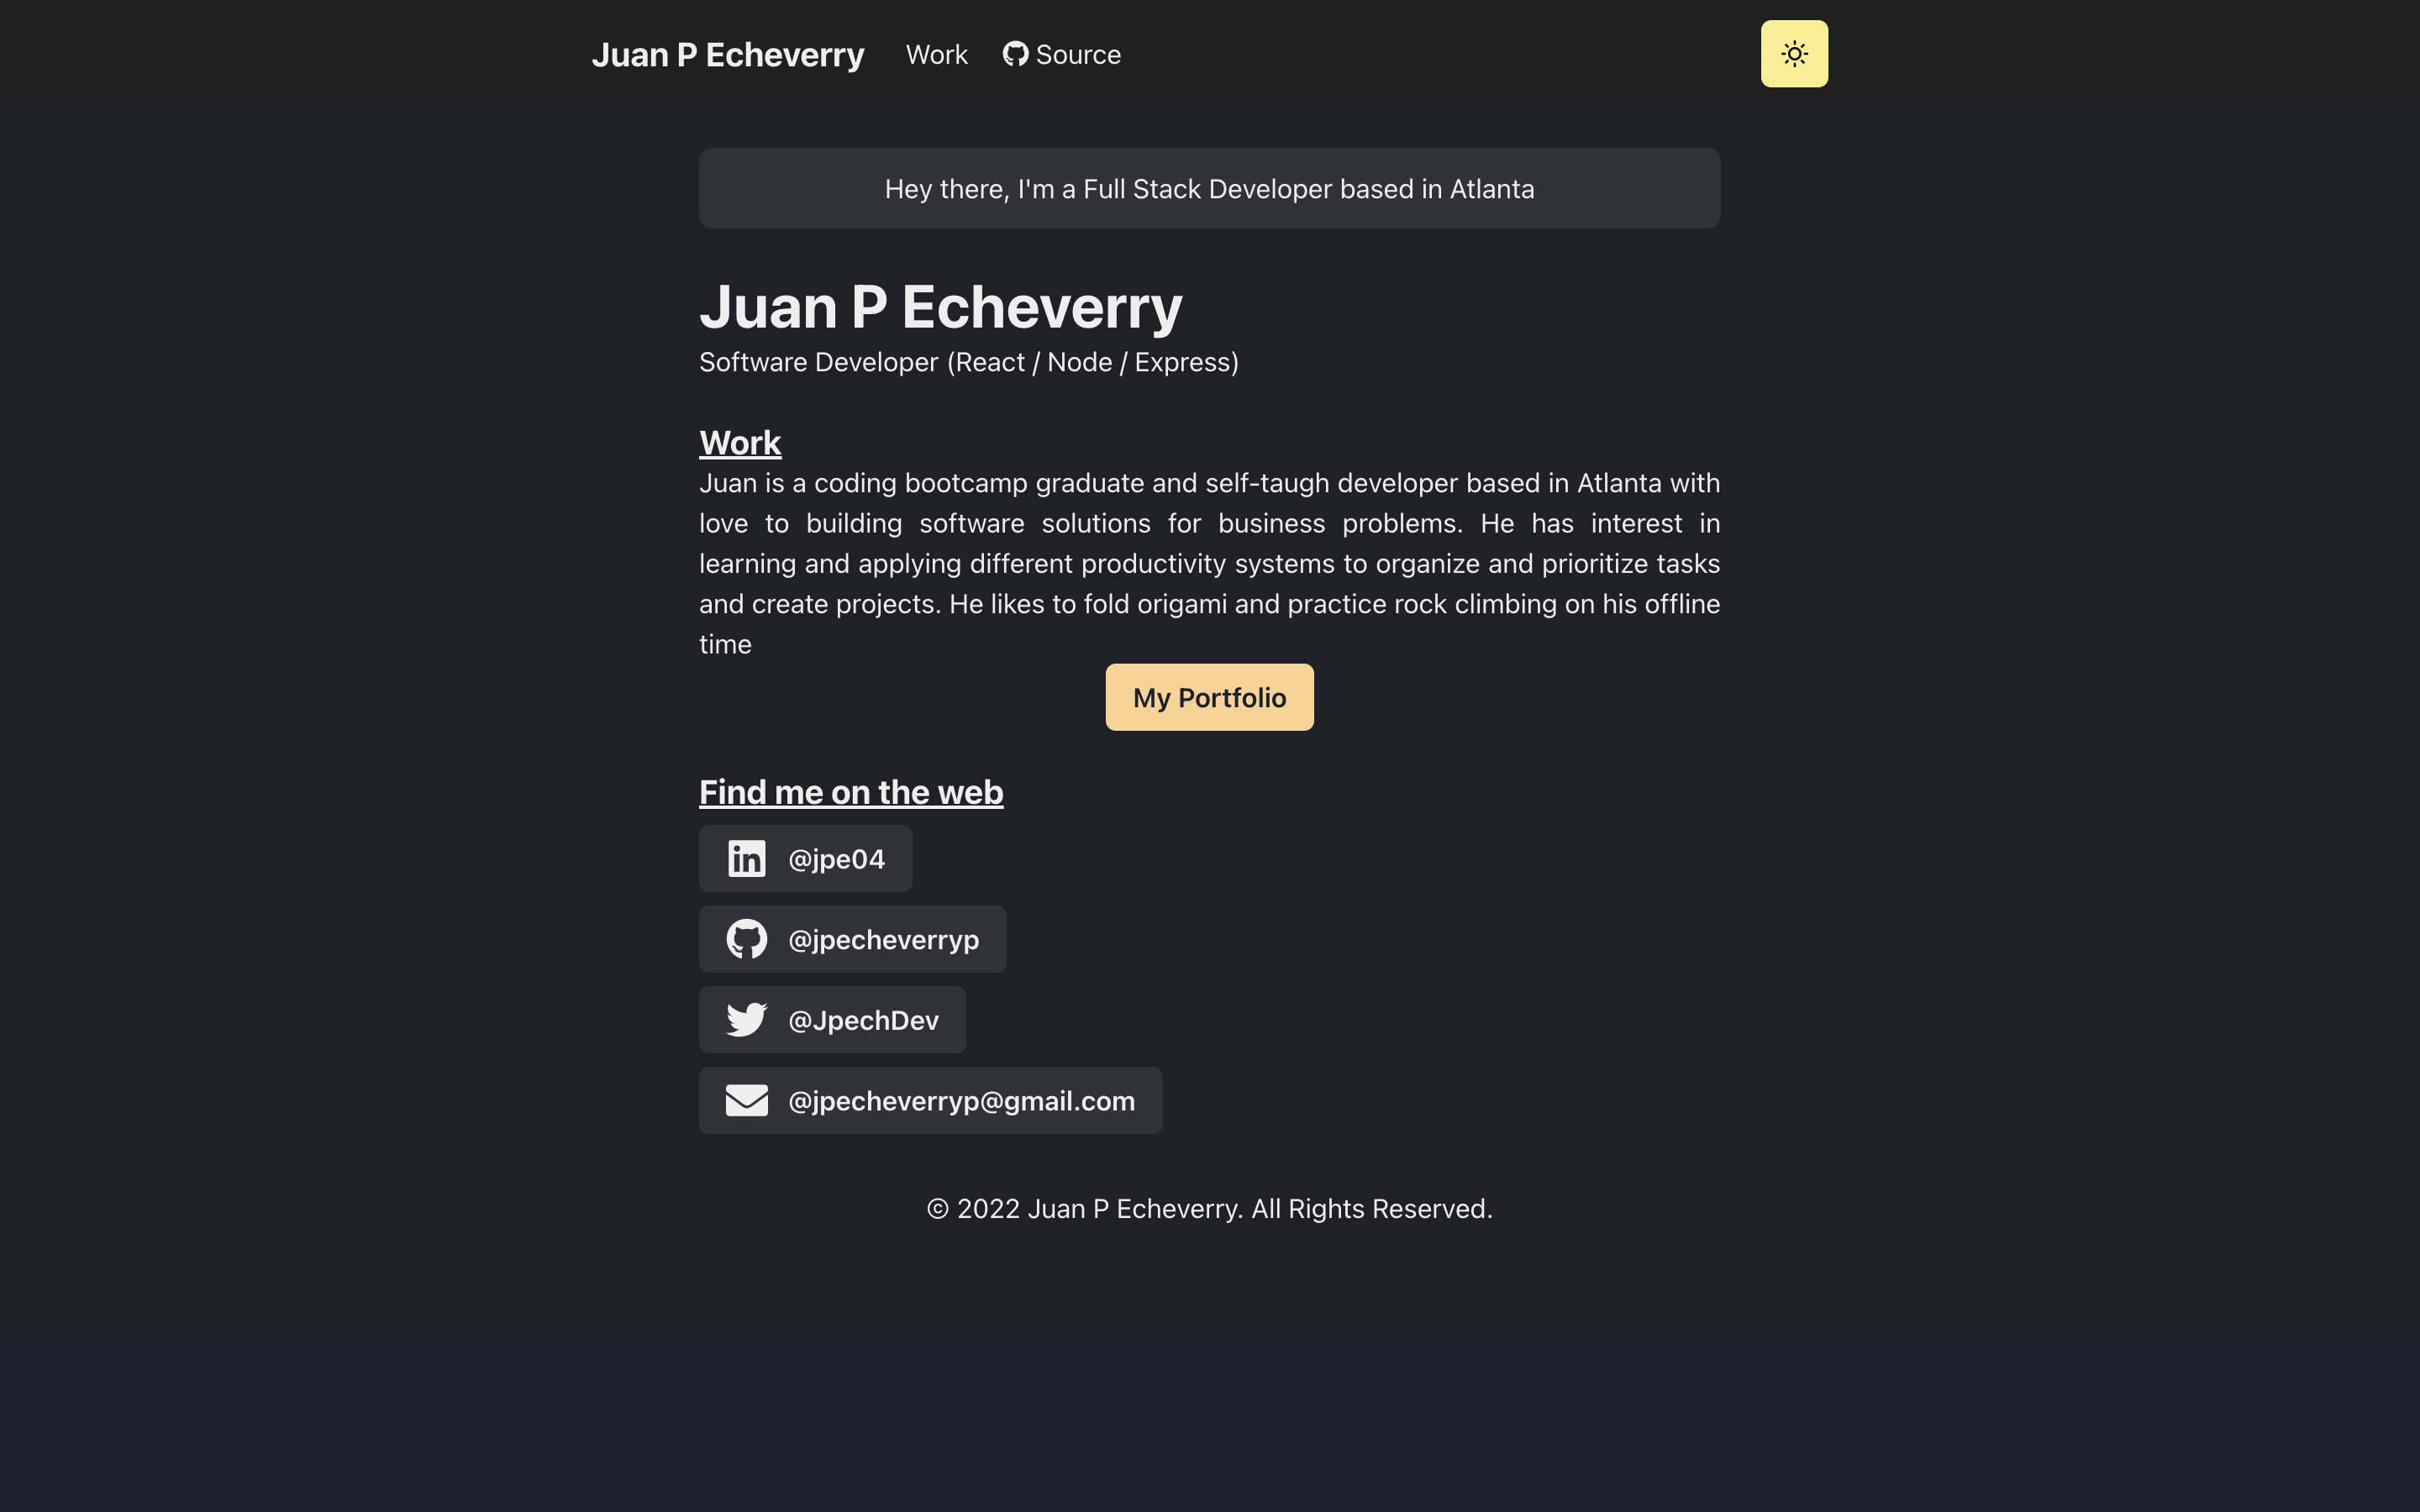 Juan P Echeverry Work Source
Hey there, I'm a Full Stack Developer based in Atlanta
Juan P Echeverry
Software Developer (React / Node / Express)
Work
Juan is a coding bootcamp graduate and self-taugh developer based in Atlanta with
love to building software solutions for business problems. He has interest in
learning and applying different productivity systems to organize and prioritize tasks
and create projects. He likes to fold origami and practice rock climbing on his offline
time
My Portfolio
Find me on the web
@jpe04
@jpecheverryp
@JpechDev
@jpecheverryp@gmail.com
© 2022 Juan P Echeverry. All Rights Reserved.